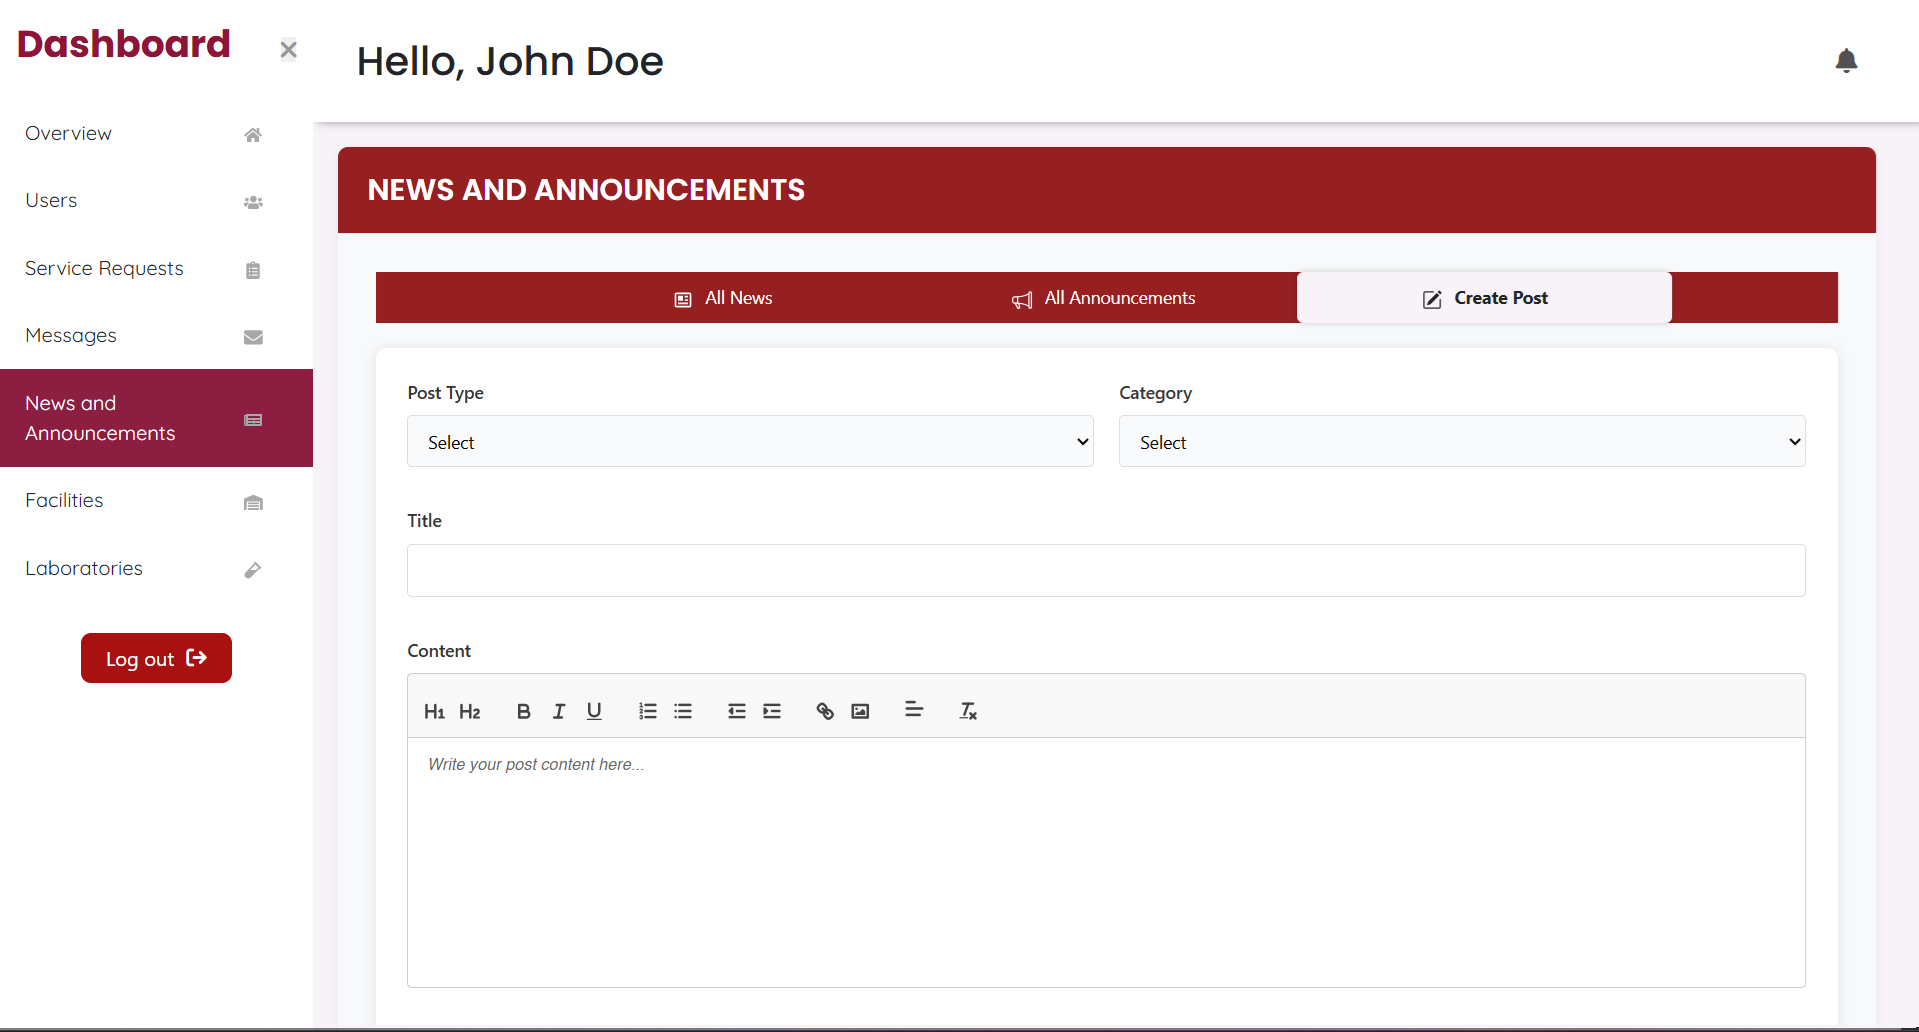 Dashboard
Hello, John Doe
Overview
Users
Service Requests
Messages
News and
Announcements
Facilities
Laboratories
Log out
NEWS AND ANNOUNCEMENTS
All News
All Announcements
Create Post
Post Type
Category
Select
Select
Title
Content
H1 H2 B I U
Write your post content here...